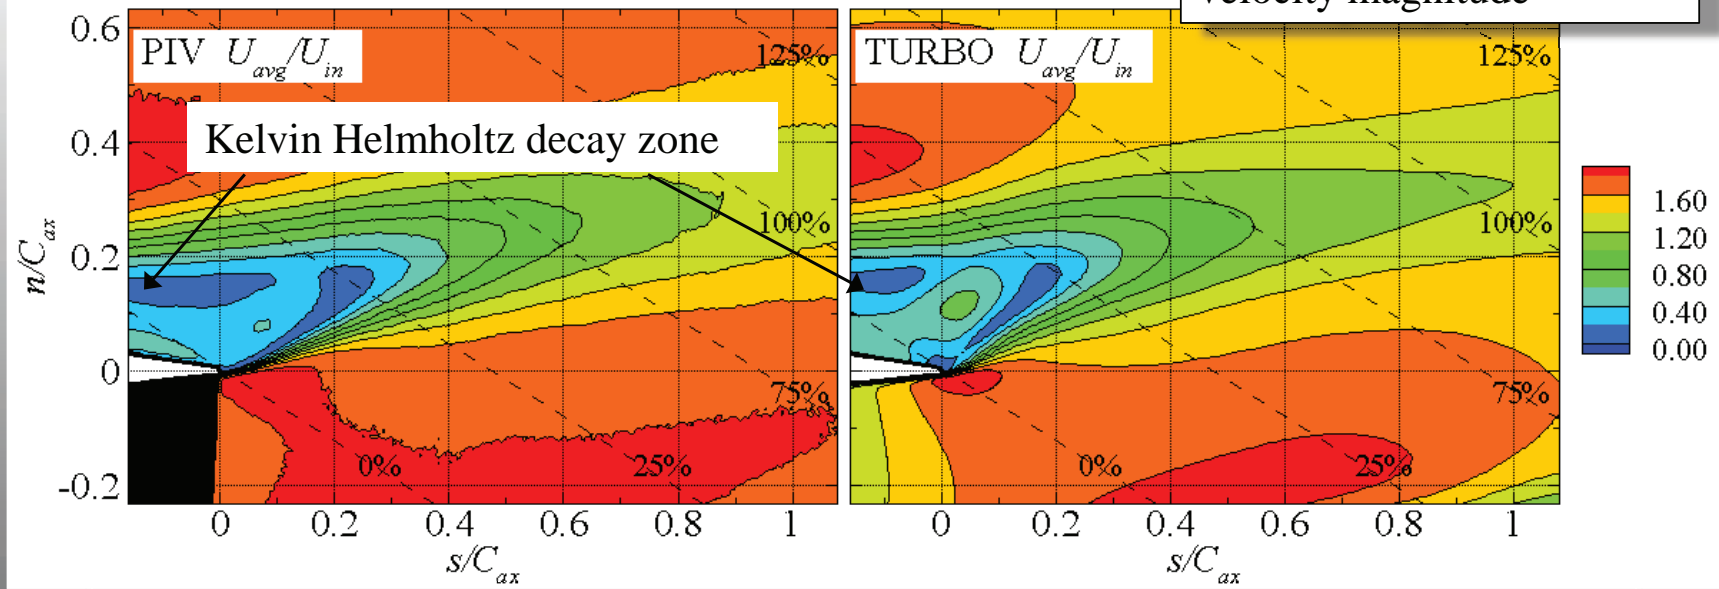 velocity magnitude
PIV U_avg/U_in
TURBO U_avg/U_in
Kelvin Helmholtz decay zone
125%
100%
75%
0%
25%
125%
100%
75%
0%
25%
0.6
0.4
0.2
0
-0.2
n/C_ax
0 0.2 0.4 0.6 0.8 1
s/C_ax
0 0.2 0.4 0.6 0.8 1
s/C_ax
1.60
1.20
0.80
0.40
0.00